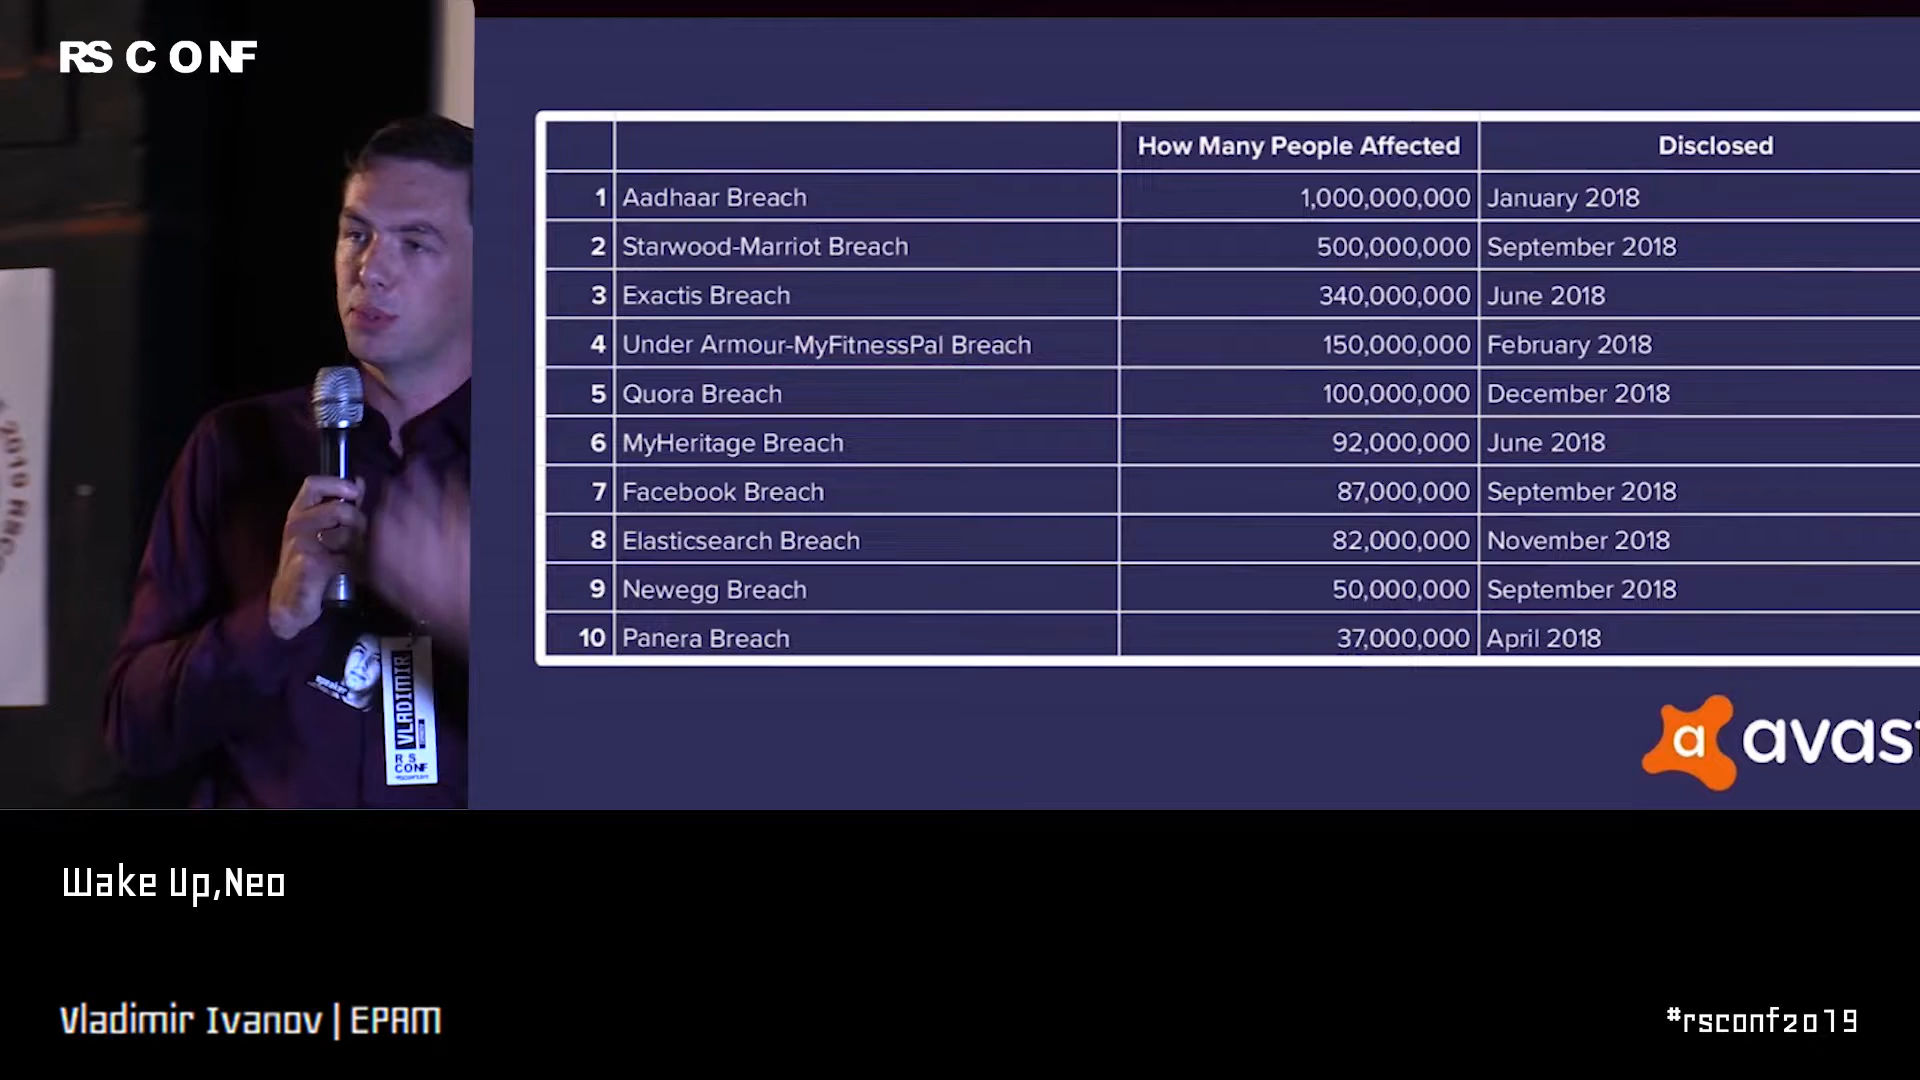 RS CONF
How Many People Affected Disclosed
1 Aadhaar Breach 1,000,000,000 January 2018
2 Starwood-Marriot Breach 500,000,000 September 2018
3 Exactis Breach 340,000,000 June 2018
4 Under Armour-MyFitnessPal Breach 150,000,000 February 2018
5 Quora Breach 100,000,000 December 2018
6 MyHeritage Breach 92,000,000 June 2018
7 Facebook Breach 87,000,000 September 2018
8 Elasticsearch Breach 82,000,000 November 2018
9 Newegg Breach 50,000,000 September 2018
10 Panera Breach 37,000,000 April 2018
a avast
speaker
VLADIMIR
RS
CONF
Wake Up,Neo
Vladimir Ivanov | EPAM
#rsconf2019